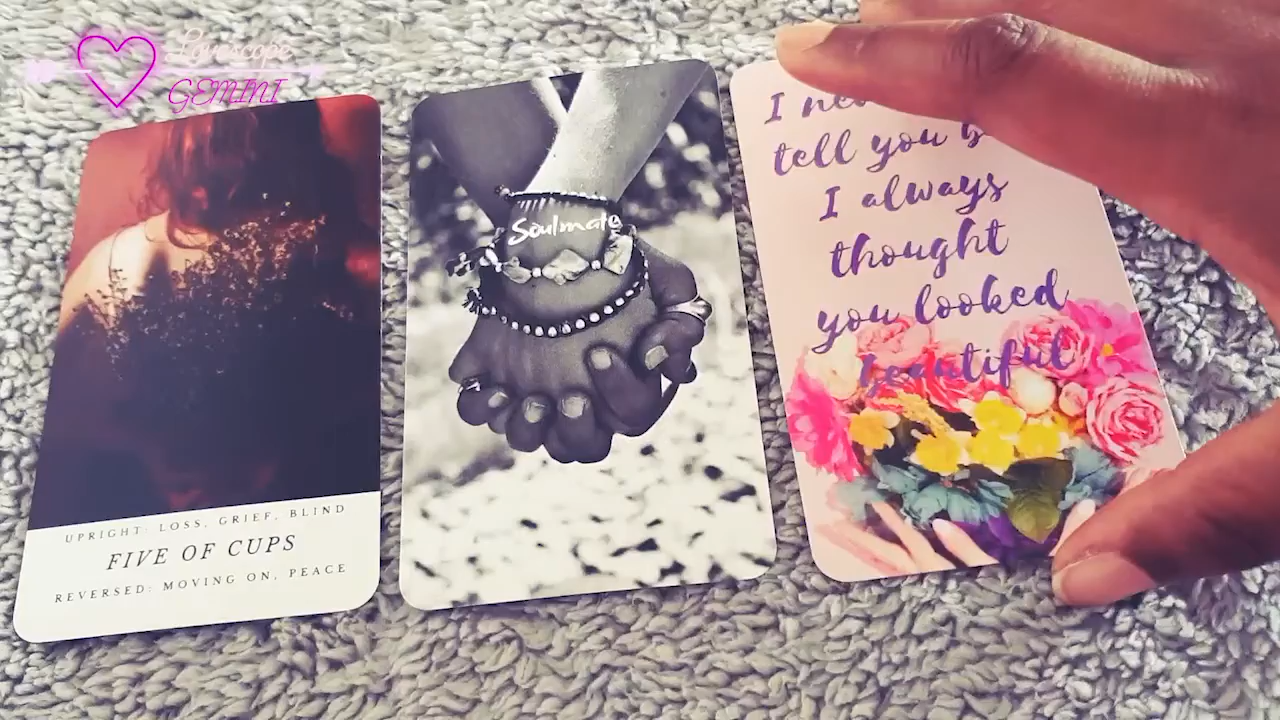 Lovescope
GEMINI
UPRIGHT: LOSS, GRIEF, BLIND
FIVE OF CUPS
REVERSED: MOVING ON, PEACE
Soulmate
I
tell you
I always
thought
you looked
beautiful